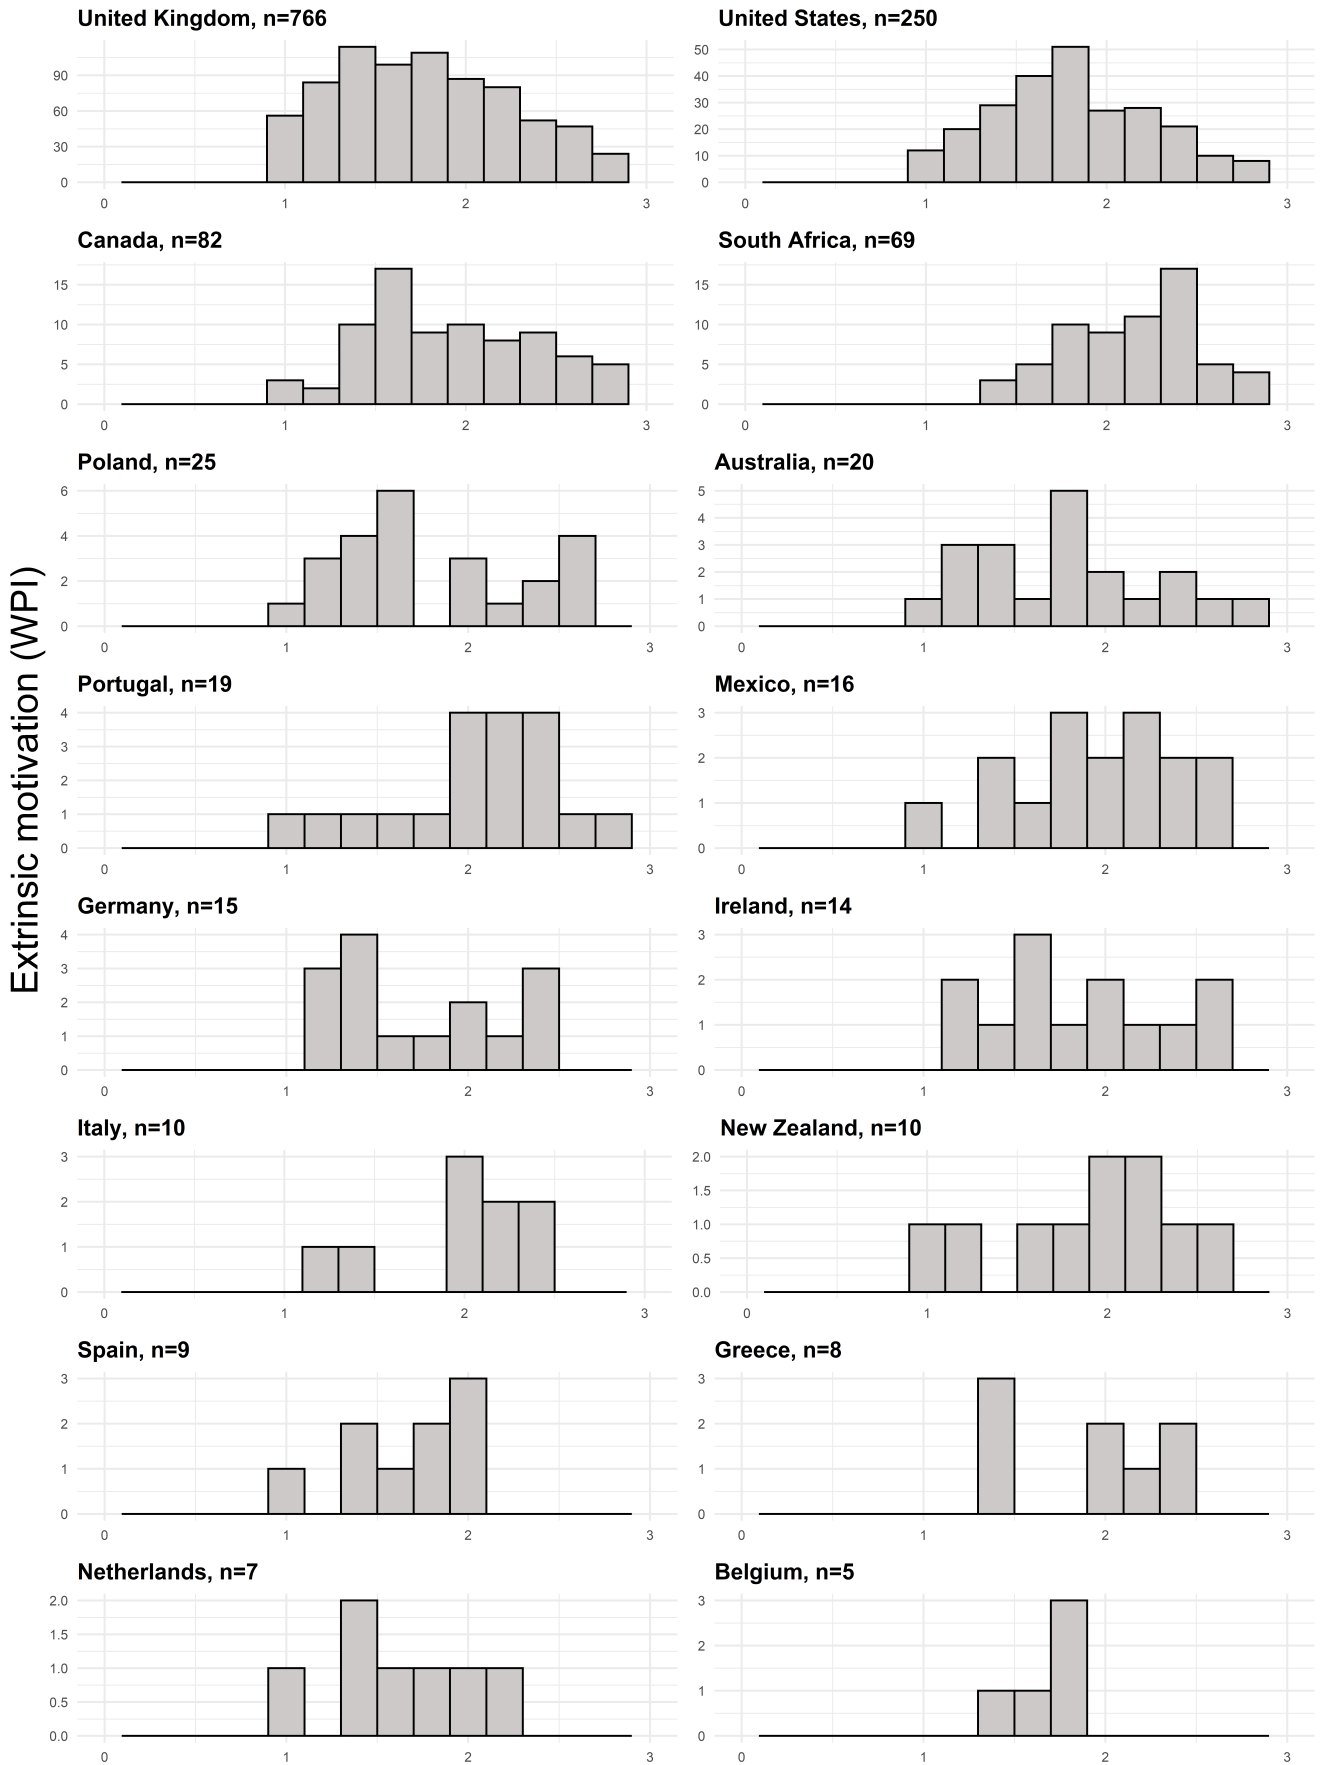 Extrinsic motivation (WPI)
United Kingdom, n=766
90
60
30
0
0 1 2 3
United States, n=250
50
40
30
20
10
0
0 1 2 3
Canada, n=82
15
10
5
0
0 1 2 3
South Africa, n=69
15
10
5
0
0 1 2 3
Poland, n=25
6
4
2
0
0 1 2 3
Australia, n=20
5
4
3
2
1
0
0 1 2 3
Portugal, n=19
4
3
2
1
0
0 1 2 3
Mexico, n=16
3
2
1
0
0 1 2 3
Germany, n=15
4
3
2
1
0
0 1 2 3
Ireland, n=14
3
2
1
0
0 1 2 3
Italy, n=10
3
2
1
0
0 1 2 3
New Zealand, n=10
2.0
1.5
1.0
0.5
0.0
0 1 2 3
Spain, n=9
3
2
1
0
0 1 2 3
Greece, n=8
3
2
1
0
0 1 2 3
Netherlands, n=7
2.0
1.5
1.0
0.5
0.0
0 1 2 3
Belgium, n=5
3
2
1
0
0 1 2 3